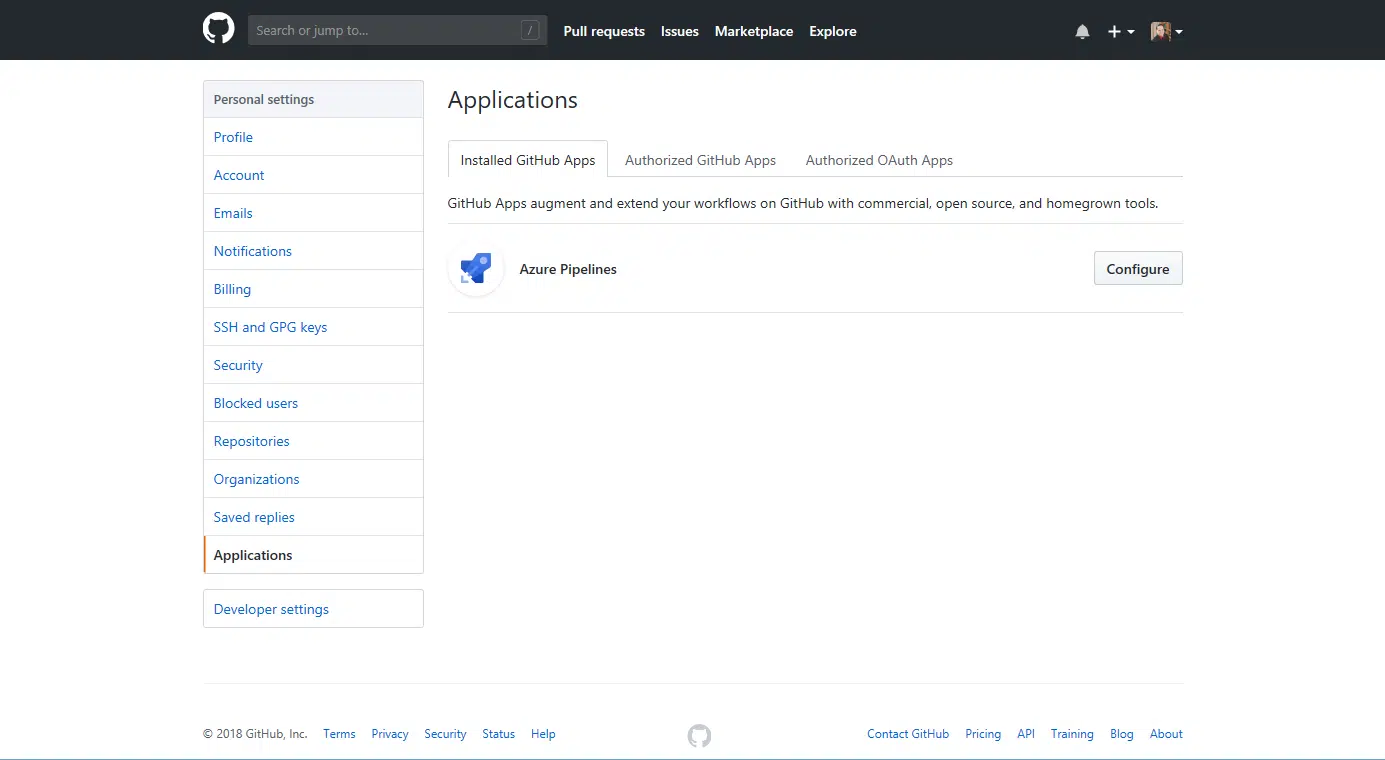 Search or jump to...
/
Pull requests
Issues
Marketplace
Explore
Personal settings
Profile
Account
Emails
Notifications
Billing
SSH and GPG keys
Security
Blocked users
Repositories
Organizations
Saved replies
Applications
Developer settings
Applications
Installed GitHub Apps
Authorized GitHub Apps
Authorized OAuth Apps
GitHub Apps augment and extend your workflows on GitHub with commercial, open source, and homegrown tools.
Azure Pipelines
Configure
© 2018 GitHub, Inc.
Terms
Privacy
Security
Status
Help
Contact GitHub
Pricing
API
Training
Blog
About